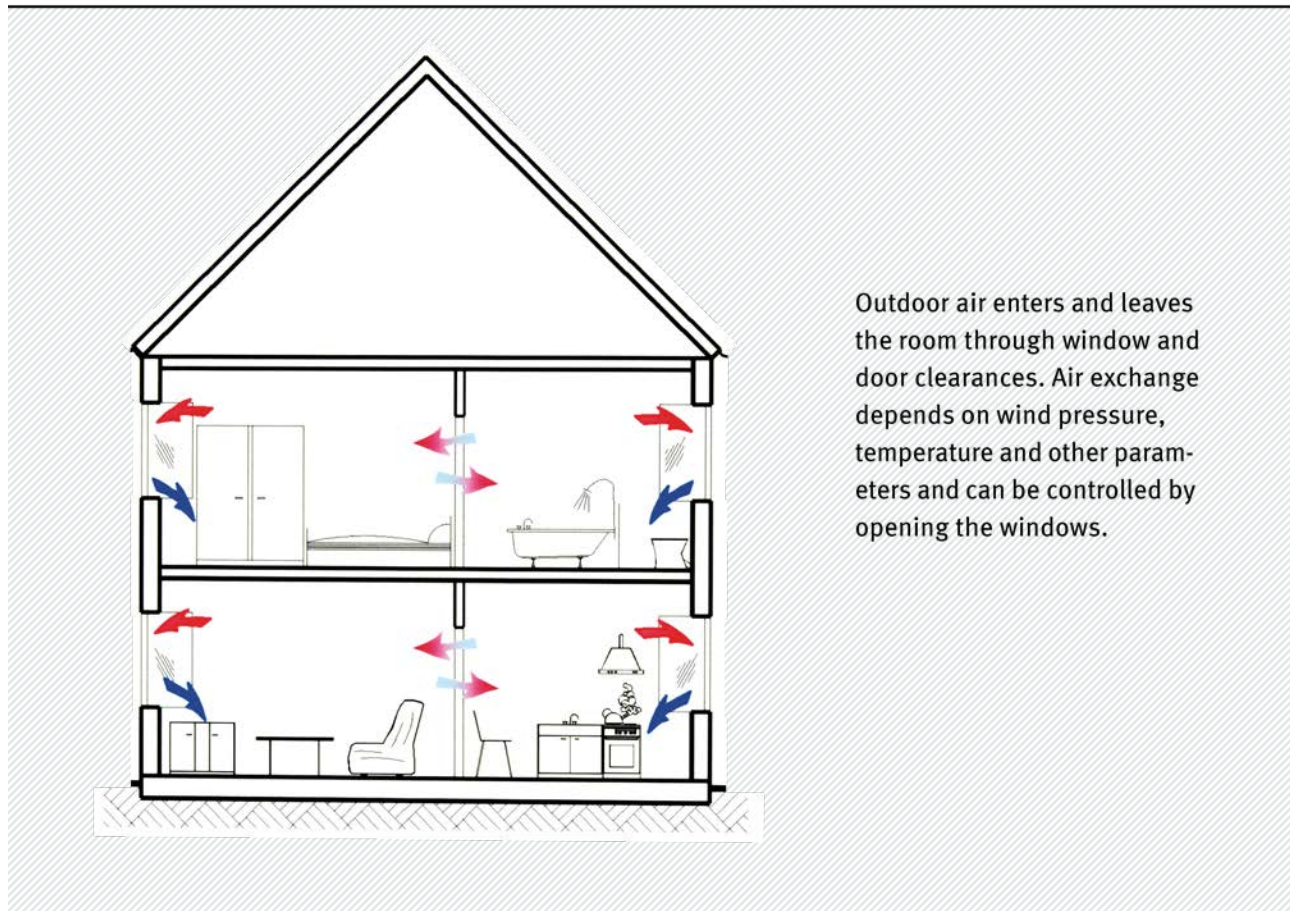 Outdoor air enters and leaves
the room through window and
door clearances. Air exchange
depends on wind pressure,
temperature and other param-
eters and can be controlled by
opening the windows.